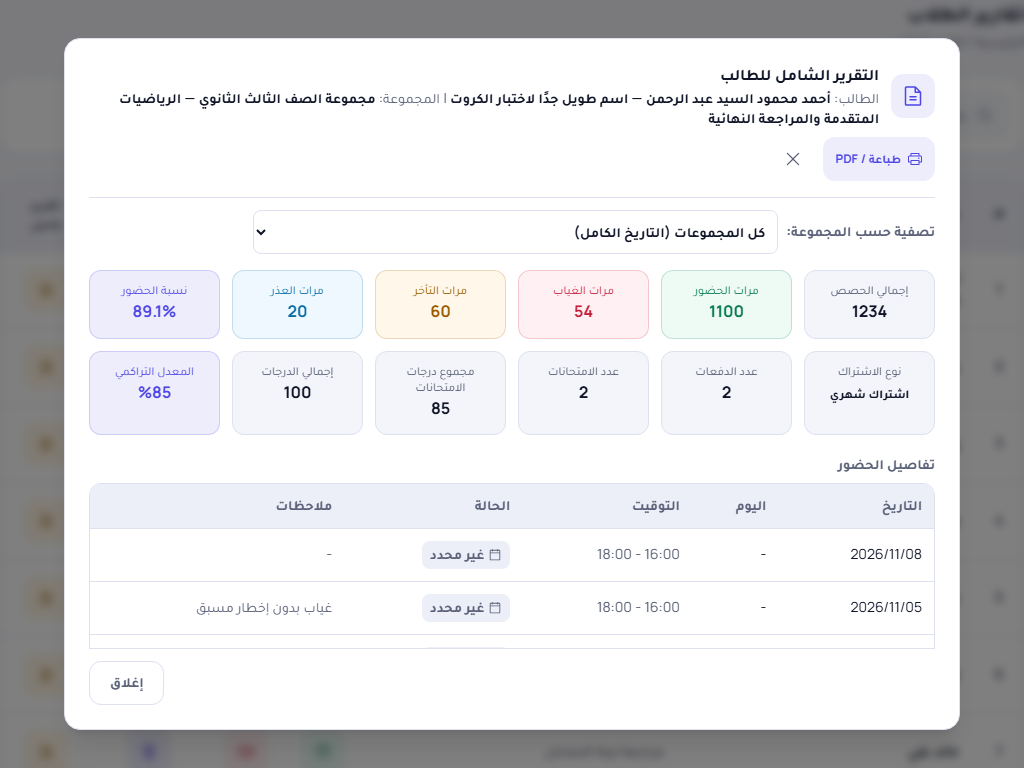 التقرير الشامل للطالب
الطالب: أحمد محمود السيد عبد الرحمن — اسم طويل جدًا لاختبار الكروت | المجموعة: مجموعة الصف الثالث الثانوي — الرياضيات
المتقدمة والمراجعة النهائية
طباعة / PDF
تصفية حسب المجموعة:
كل المجموعات (التاريخ الكامل)
إجمالي الحصص
1234
مرات الحضور
1100
مرات الغياب
54
مرات التأخر
60
مرات العذر
20
نسبة الحضور
89.1%
نوع الاشتراك
اشتراك شهري
عدد الدفعات
2
عدد الامتحانات
2
مجموع درجات
الامتحانات
85
إجمالي الدرجات
100
المعدل التراكمي
%85
تفاصيل الحضور
التاريخ اليوم التوقيت الحالة ملاحظات
2026/11/08 - 16:00 - 18:00 غير محدد -
2026/11/05 - 16:00 - 18:00 غير محدد غياب بدون إخطار مسبق
إغلاق